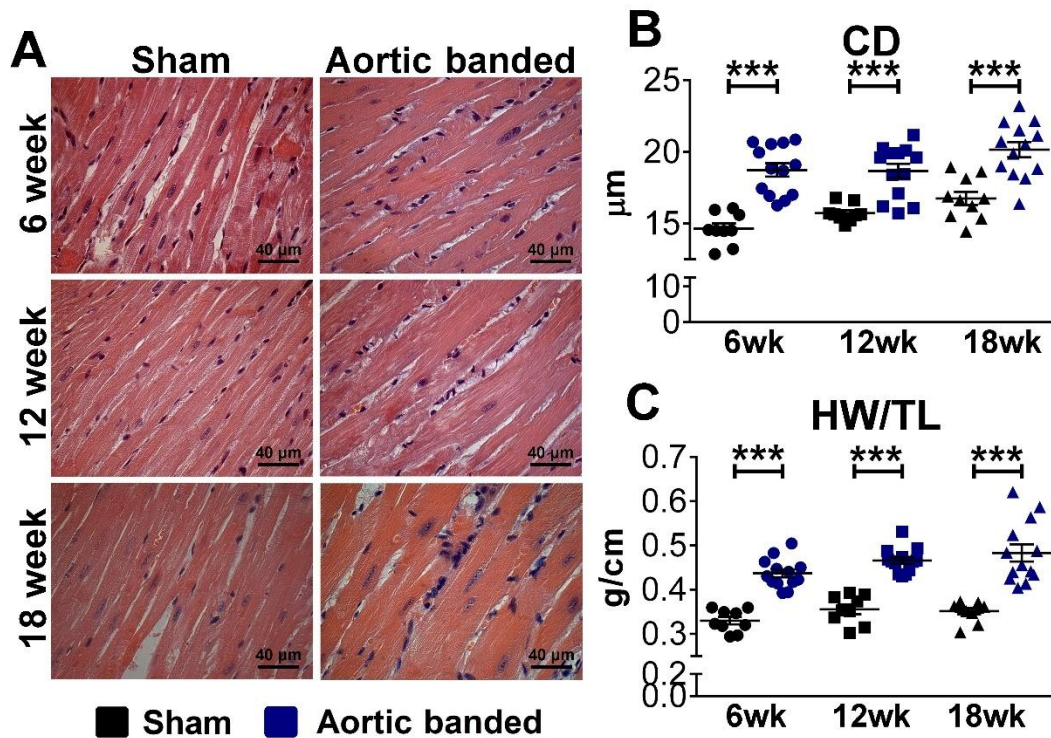 A
Sham
Aortic banded
6 week
40 µm
40 µm
12 week
40 µm
40 µm
18 week
40 µm
40 µm
Sham
Aortic banded
B
CD
µm
25
20
15
10
0
***
***
***
6wk
12wk
18wk
C
HW/TL
g/cm
0.7
0.6
0.5
0.4
0.3
0.2
0.0
***
***
***
6wk
12wk
18wk